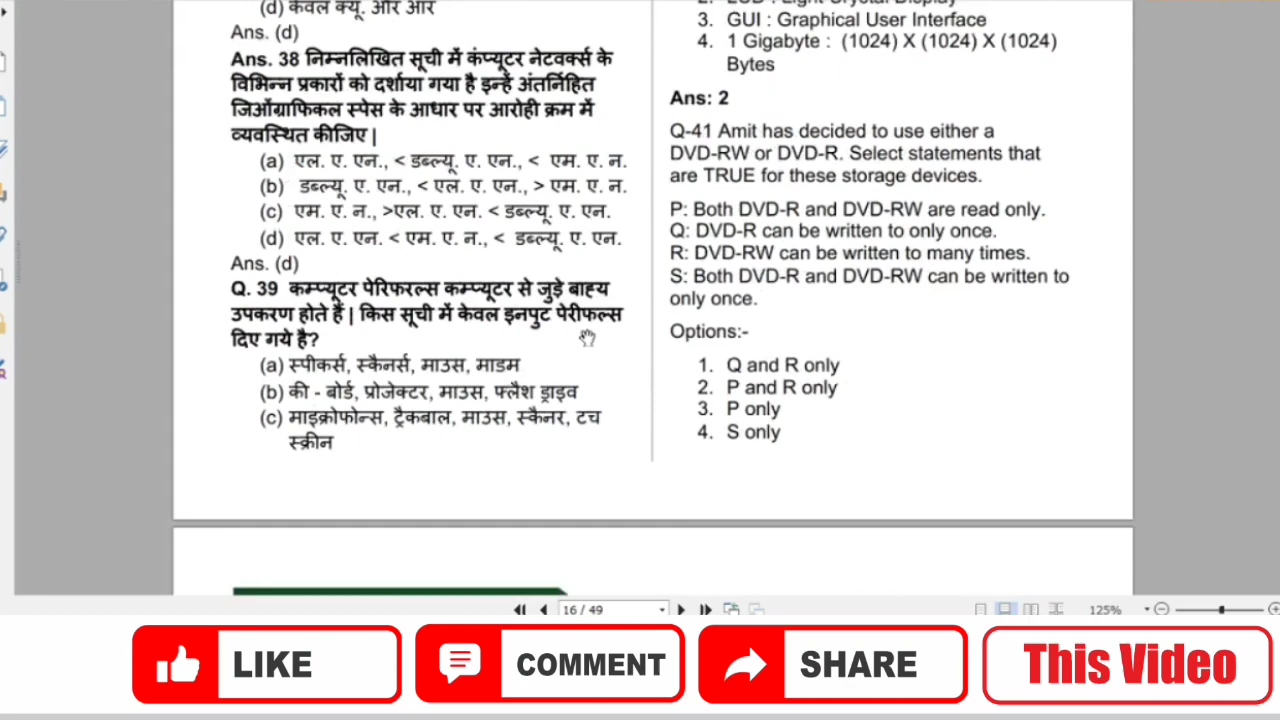 (d) केवल क्यू. और आर
Ans. (d)
Ans. 38 निम्नलिखित सूची में कंप्यूटर नेटवर्क्स के
विभिन्न प्रकारों को दर्शाया गया है इन्हें अंतर्निहित
जिओंग्राफिकल स्पेस के आधार पर आरोही क्रम में
व्यवस्थित कीजिए |
(a) एल. ए. एन., < डब्ल्यू. ए. एन., < एम. ए. न.
(b) डब्ल्यू. ए. एन., < एल. ए. एन., > एम. ए. न.
(c) एम. ए. न., >एल. ए. एन. < डब्ल्यू. ए. एन.
(d) एल. ए. एन. < एम. ए. न., < डब्ल्यू. ए. एन.
Ans. (d)
Q. 39 कम्प्यूटर पेरिफरल्स कम्प्यूटर से जुड़े बाह्य
उपकरण होते हैं | किस सूची में केवल इनपुट पेरीफल्स
दिए गये है?
(a) स्पीकर्स, स्कैनर्स, माउस, माडम
(b) की - बोर्ड, प्रोजेक्टर, माउस, फ्लैश ड्राइव
(c) माइक्रोफोन्स, ट्रैकबाल, माउस, स्कैनर, टच
स्क्रीन
2. LCD : Light Crystal Display
3. GUI : Graphical User Interface
4. 1 Gigabyte : (1024) X (1024) X (1024)
Bytes
Ans: 2
Q-41 Amit has decided to use either a
DVD-RW or DVD-R. Select statements that
are TRUE for these storage devices.
P: Both DVD-R and DVD-RW are read only.
Q: DVD-R can be written to only once.
R: DVD-RW can be written to many times.
S: Both DVD-R and DVD-RW can be written to
only once.
Options:-
1. Q and R only
2. P and R only
3. P only
4. S only
16 / 49
125%
LIKE
COMMENT
SHARE
This Video